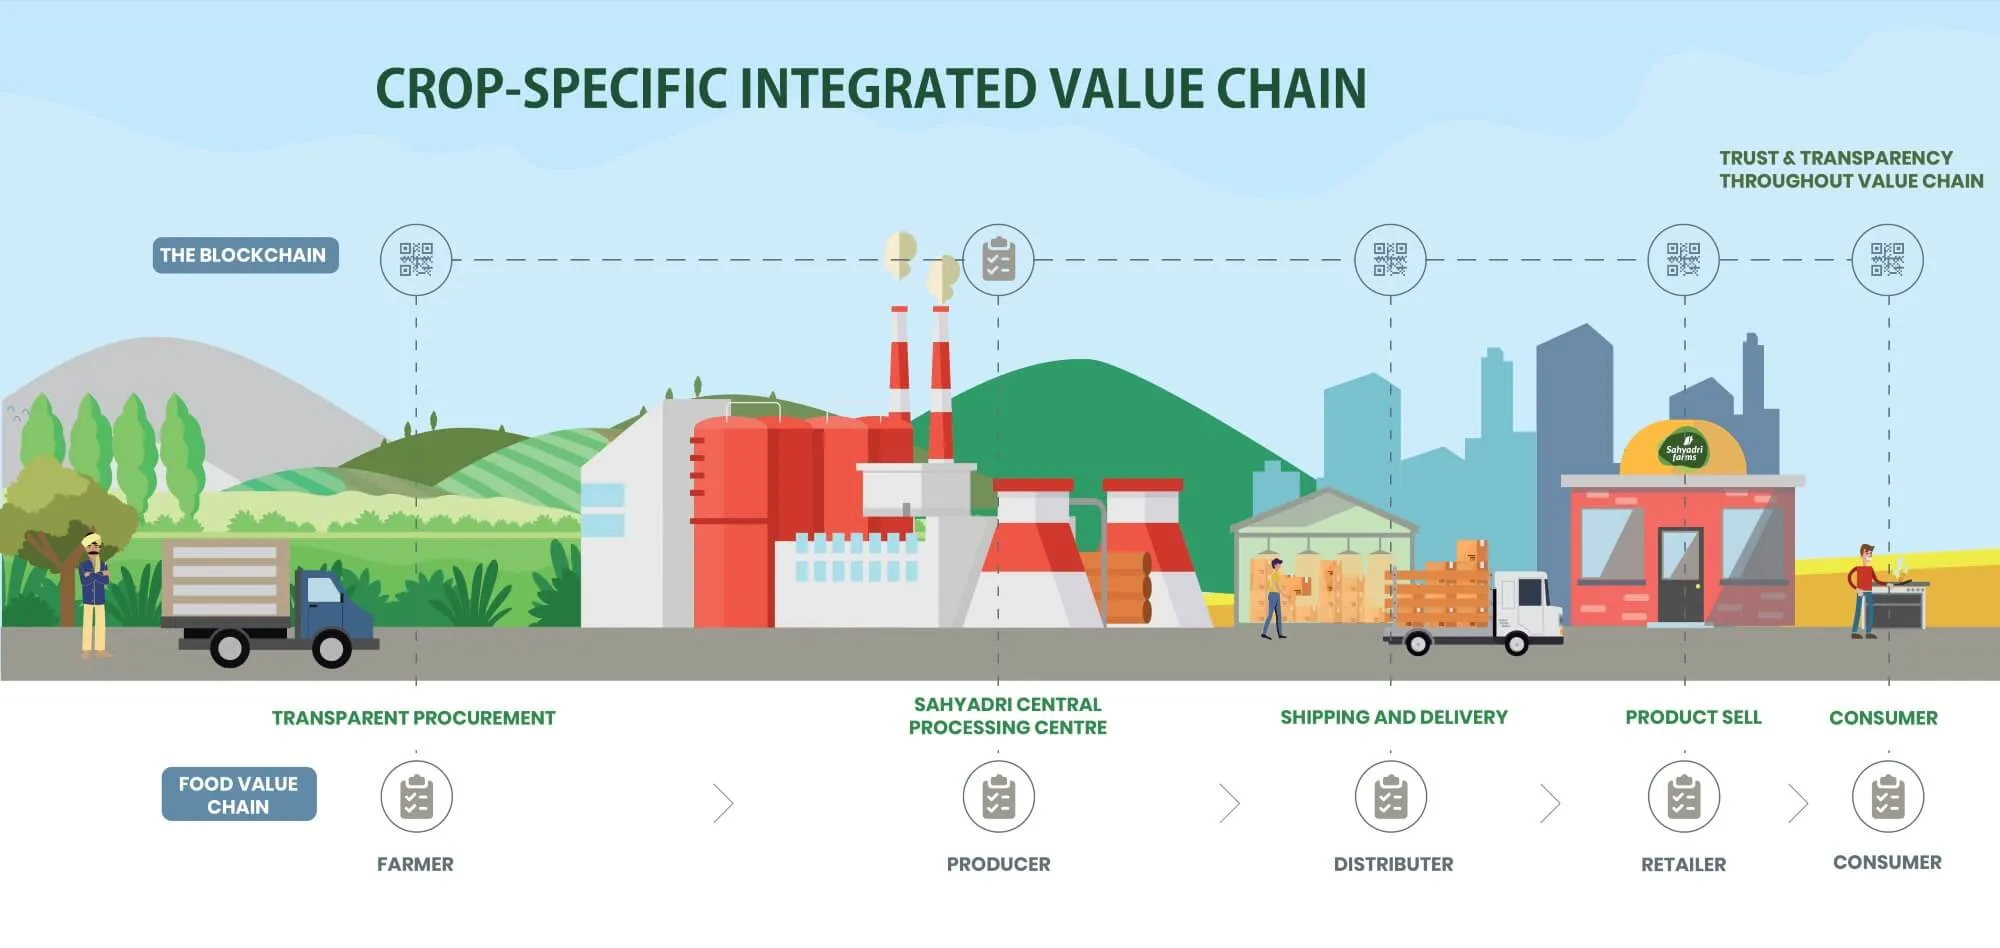 CROP-SPECIFIC INTEGRATED VALUE CHAIN
TRUST & TRANSPARENCY
THROUGHOUT VALUE CHAIN
THE BLOCKCHAIN
Sahyadri
farms
TRANSPARENT PROCUREMENT
SAHYADRI CENTRAL
PROCESSING CENTRE
SHIPPING AND DELIVERY
PRODUCT SELL
CONSUMER
FOOD VALUE
CHAIN
FARMER
PRODUCER
DISTRIBUTER
RETAILER
CONSUMER